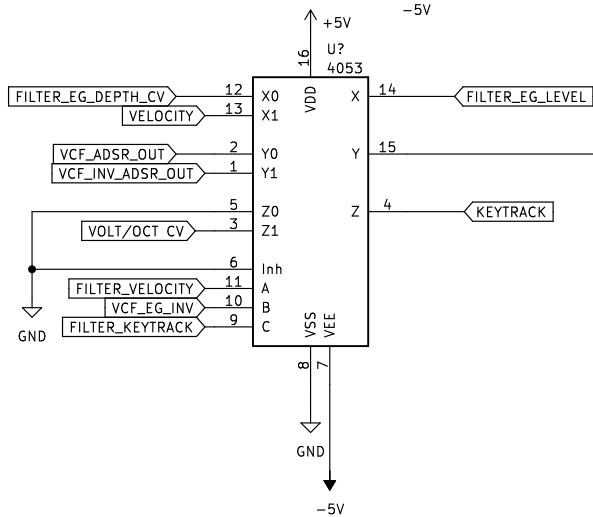 -5V
+5V
U?
4053
16
VDD
FILTER_EG_DEPTH_CV 12 X0 X 14 FILTER_EG_LEVEL
VELOCITY 13 X1
VCF_ADSR_OUT 2 Y0 Y 15
VCF_INV_ADSR_OUT 1 Y1
5 Z0 Z 4 KEYTRACK
VOLT/OCT CV 3 Z1
6 Inh
FILTER_VELOCITY 11 A
VCF_EG_INV 10 B
FILTER_KEYTRACK 9 C
VSS VEE
GND
8 7
GND
-5V